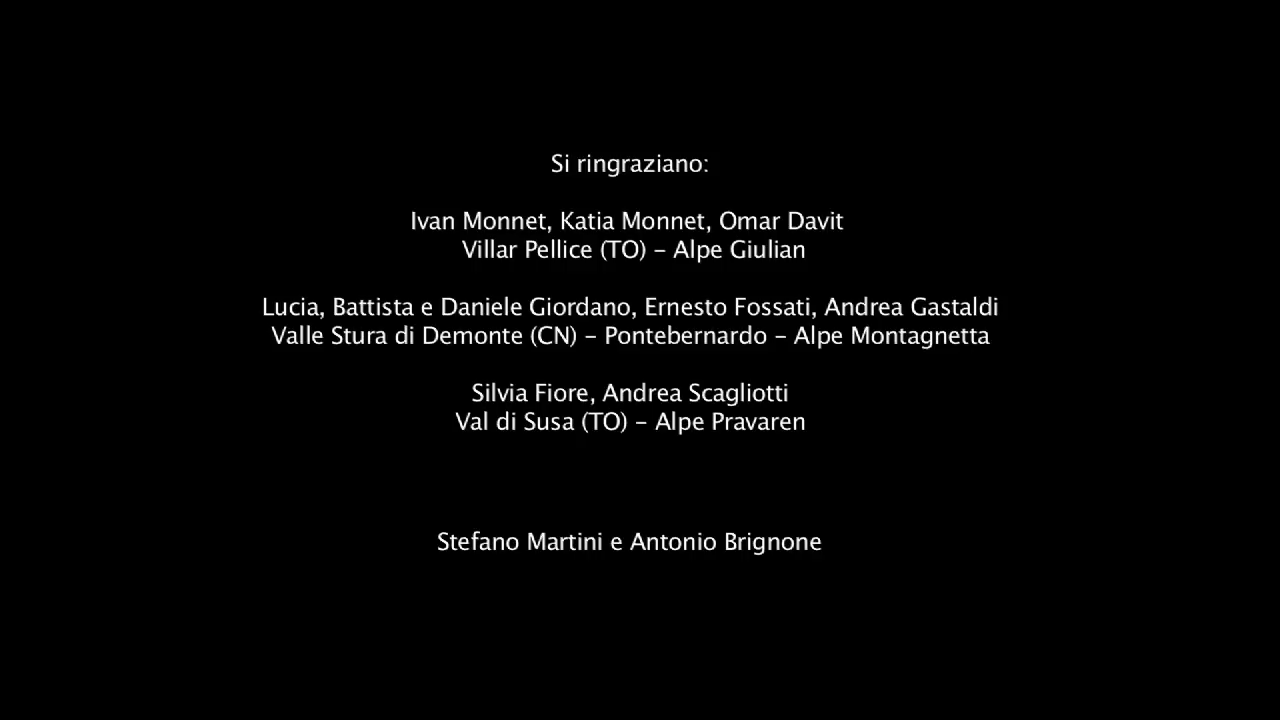 Si ringraziano:
Ivan Monnet, Katia Monnet, Omar Davit
Villar Pellice (TO) – Alpe Giulian
Lucia, Battista e Daniele Giordano, Ernesto Fossati, Andrea Gastaldi
Valle Stura di Demonte (CN) – Pontebernardo – Alpe Montagnetta
Silvia Fiore, Andrea Scagliotti
Val di Susa (TO) – Alpe Pravaren
Stefano Martini e Antonio Brignone